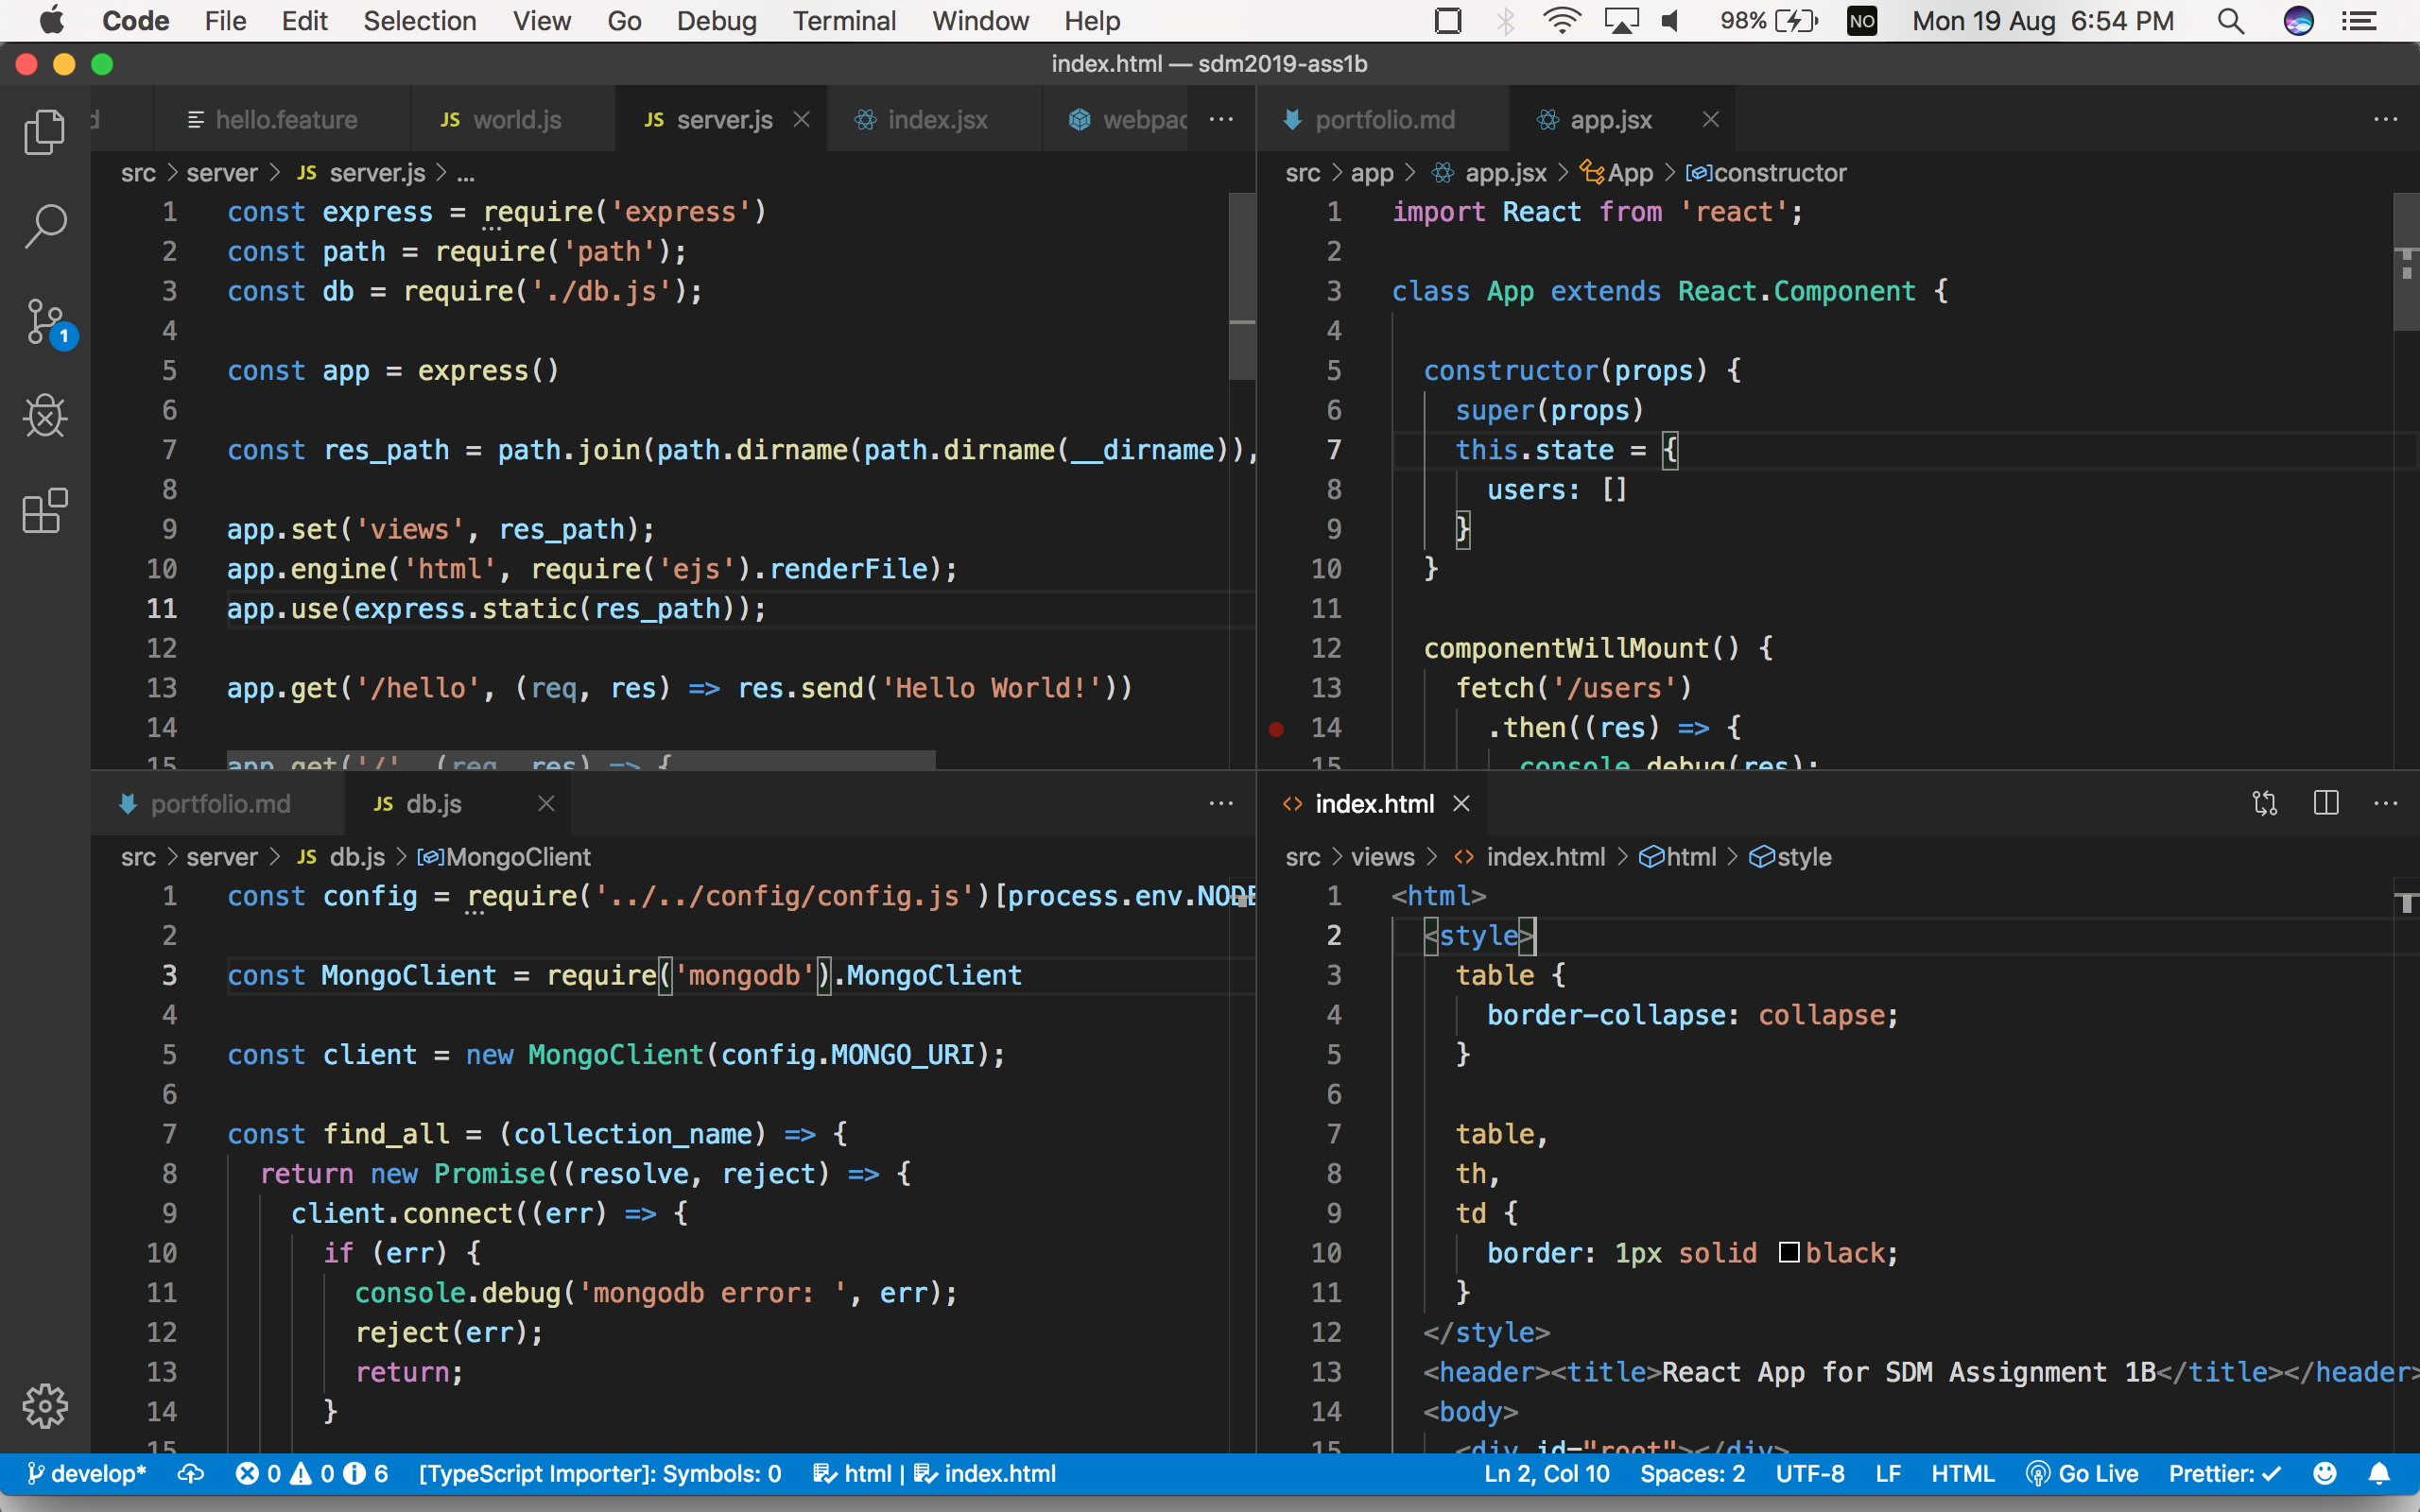 Code File Edit Selection View Go Debug Terminal Window Help 98% NO Mon 19 Aug 6:54 PM
index.html — sdm2019-ass1b
hello.feature JS world.js JS server.js index.jsx webpac ...
src > server > JS server.js > ...
1 const express = require('express')
2 const path = require('path');
3 const db = require('./db.js');
4
5 const app = express()
6
7 const res_path = path.join(path.dirname(path.dirname(__dirname)),
8
9 app.set('views', res_path);
10 app.engine('html', require('ejs').renderFile);
11 app.use(express.static(res_path));
12
13 app.get('/hello', (req, res) => res.send('Hello World!'))
14
15 app.get('/', (req, res) => {
portfolio.md app.jsx ...
src > app > app.jsx > App > constructor
1 import React from 'react';
2
3 class App extends React.Component {
4
5 constructor(props) {
6 super(props)
7 this.state = {
8 users: []
9 }
10 }
11
12 componentWillMount() {
13 fetch('/users')
14 .then((res) => {
15 console.debug(res);
portfolio.md JS db.js ...
src > server > JS db.js > MongoClient
1 const config = require('../../config/config.js')[process.env.NODE
2
3 const MongoClient = require('mongodb').MongoClient
4
5 const client = new MongoClient(config.MONGO_URI);
6
7 const find_all = (collection_name) => {
8 return new Promise((resolve, reject) => {
9 client.connect((err) => {
10 if (err) {
11 console.debug('mongodb error: ', err);
12 reject(err);
13 return;
14 }
15
index.html ...
src > views > index.html > html > style
1 <html>
2 <style>
3 table {
4 border-collapse: collapse;
5 }
6
7 table,
8 th,
9 td {
10 border: 1px solid black;
11 }
12 </style>
13 <header><title>React App for SDM Assignment 1B</title></header>
14 <body>
15 <div id="root"></div>
1
develop* 0 0 6 [TypeScript Importer]: Symbols: 0 html | index.html Ln 2, Col 10 Spaces: 2 UTF-8 LF HTML Go Live Prettier: ✓